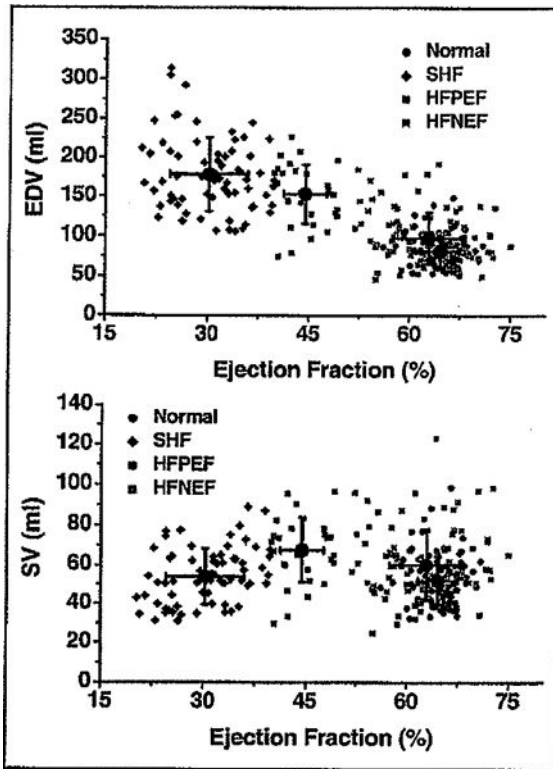 350
300
250
200
150
100
50
0
EDV (ml)
Normal
SHF
HFPEF
HFNEF
15 30 45 60 75
Ejection Fraction (%)
140
120
100
80
60
40
20
0
SV (ml)
Normal
SHF
HFPEF
HFNEF
15 30 45 60 75
Ejection Fraction (%)